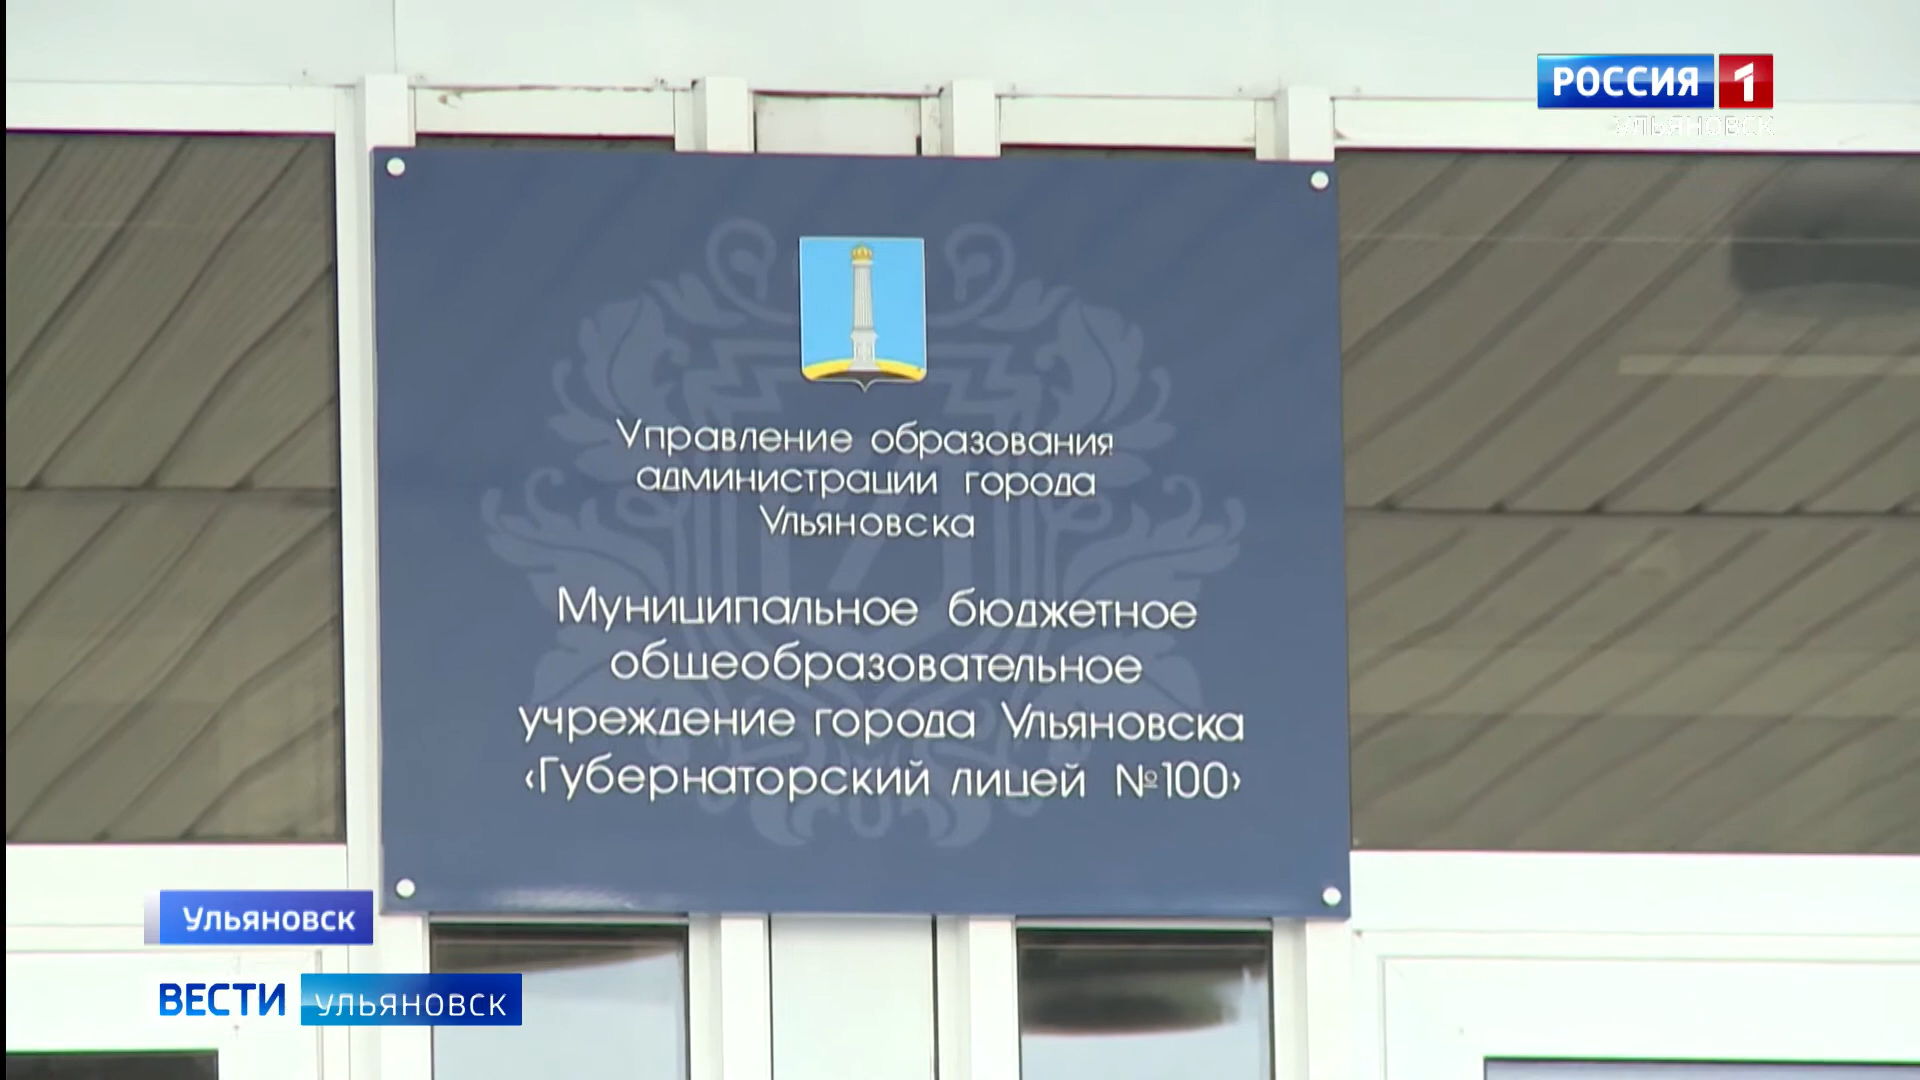 РОССИЯ 1
УЛЬЯНОВСК
Управление образования
администрации города
Ульяновска
Муниципальное бюджетное
общеобразовательное
учреждение города Ульяновска
‹Губернаторский лицей №100›
Ульяновск
ВЕСТИ УЛЬЯНОВСК